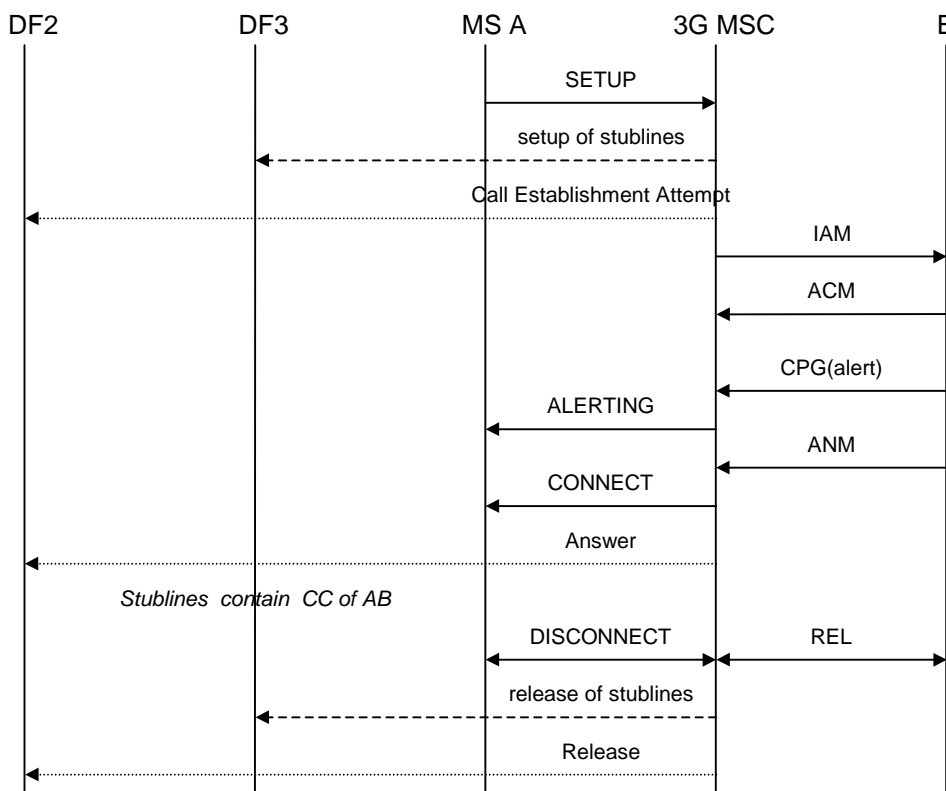 DF2 DF3 MS A 3G MSC
SETUP
setup of stublines
Call Establishment Attempt
IAM
ACM
CPG(alert)
ALERTING
ANM
CONNECT
Answer
Stublines contain CC of AB
DISCONNECT REL
release of stublines
Release